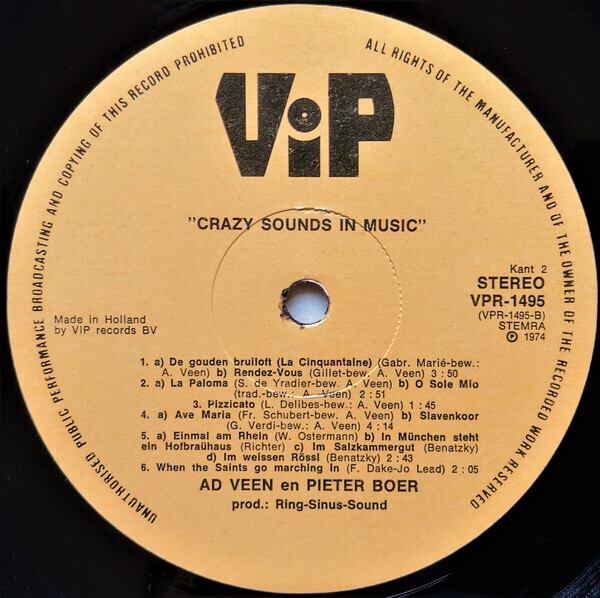 UNAUTHORISED PUBLIC PERFORMANCE BROADCASTING AND COPYING OF THIS RECORD PROHIBITED
ALL RIGHTS OF THE MANUFACTURER AND OF THE OWNER OF THE RECORDED WORK RESERVED
ViP
"CRAZY SOUNDS IN MUSIC"
Kant 2
STEREO
VPR-1495
(VPR-1495-B)
STEMRA
℗ 1974
Made in Holland
by VIP records BV
1. a) De gouden bruiloft (La Cinquantaine) (Gabr. Marié-bew.:
A. Veen) b) Rendez-Vous (Gillet-bew. A. Veen) 3 : 50
2. a) La Paloma (S. de Yradier-bew. A. Veen) b) O Sole Mio
(trad.-bew.: A. Veen) 2 : 51
3. Pizzicato (L. Delibes-bew.: A. Veen) 1 : 45
4. a) Ave Maria (Fr. Schubert-bew. A. Veen) b) Slavenkoor
(G. Verdi-bew.: A. Veen) 4 : 14
5. a) Einmal am Rhein (W. Ostermann) b) In München steht
ein Hofbraühaus (Richter) c) Im Salzkammergut (Benatzky)
d) Im weissen Rössl (Benatzky) 2 : 43
6. When the Saints go marching in (F. Dake-Jo Lead) 2 : 05
AD VEEN en PIETER BOER
prod.: Ring-Sinus-Sound